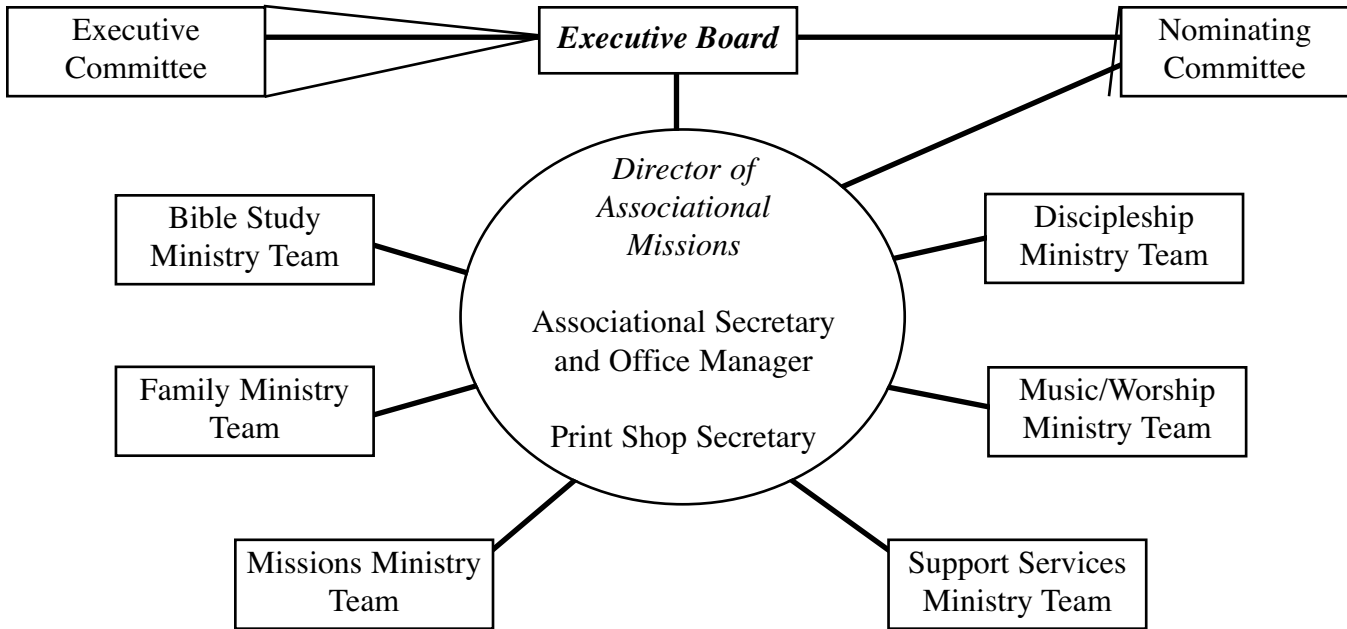 Executive
Committee
Executive Board
Nominating
Committee
Director of
Associational
Missions
Associational Secretary
and Office Manager
Print Shop Secretary
Bible Study
Ministry Team
Discipleship
Ministry Team
Family Ministry
Team
Music/Worship
Ministry Team
Missions Ministry
Team
Support Services
Ministry Team